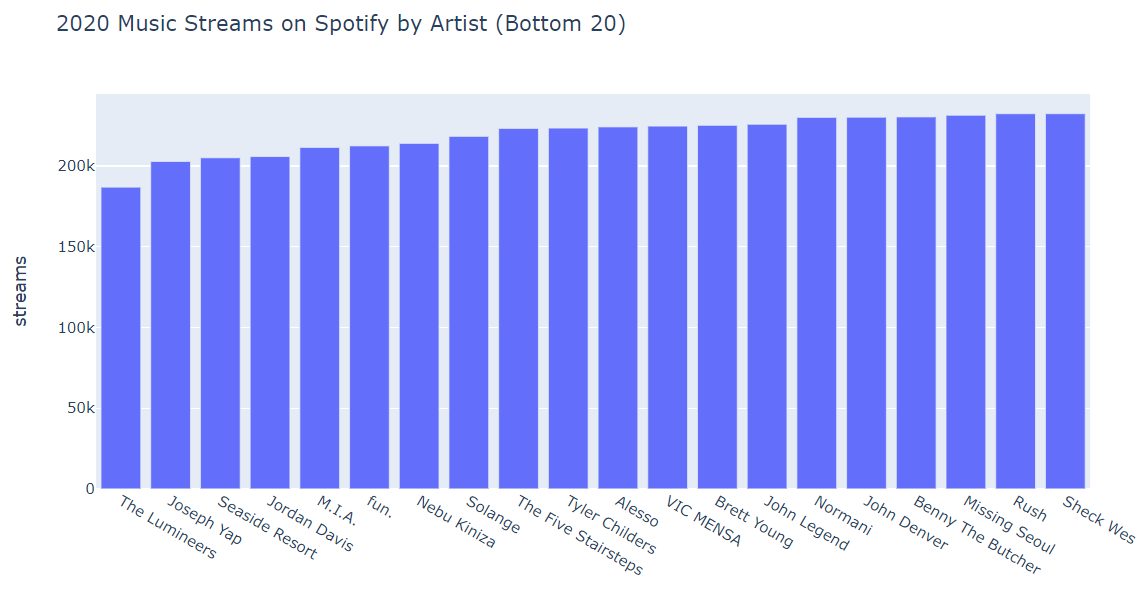 2020 Music Streams on Spotify by Artist (Bottom 20)
streams
200k
150k
100k
50k
0
The Lumineers
Joseph Yap
Seaside Resort
Jordan Davis
M.I.A.
fun.
Nebu Kiniza
Solange
The Five Stairsteps
Tyler Childers
Alesso
VIC MENSA
Brett Young
John Legend
Normani
John Denver
Benny The Butcher
Missing Seoul
Rush
Sheck Wes